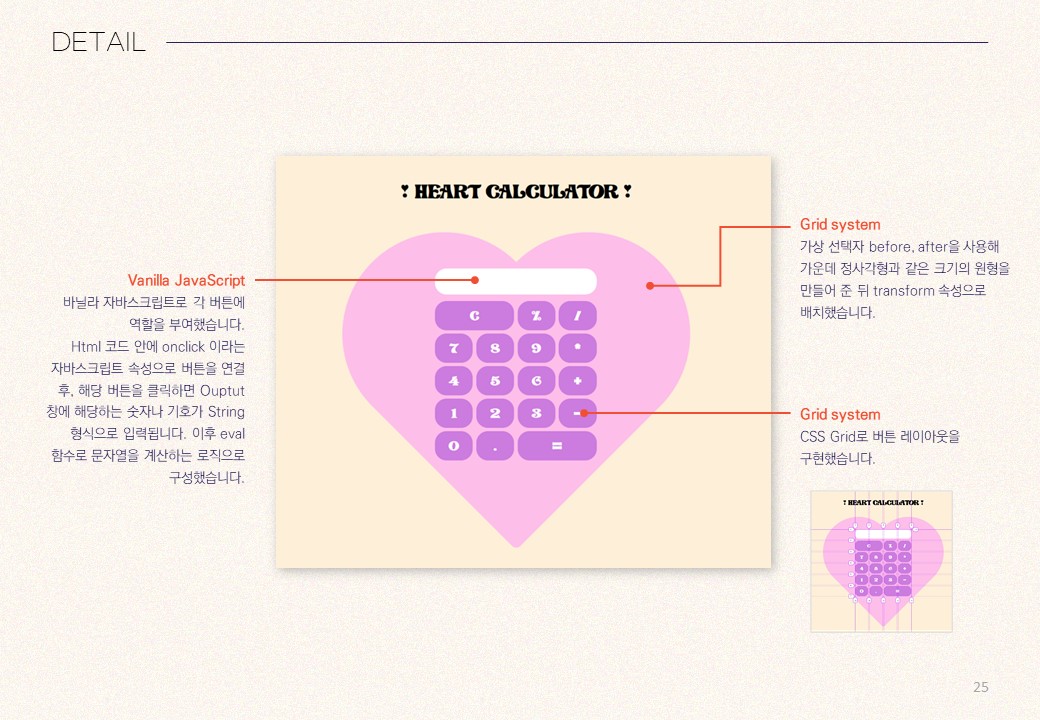 DETAIL
HEART CALCULATOR
C % /
7 8 9 *
4 5 6 +
1 2 3 -
0 . =
Vanilla JavaScript
바닐라 자바스크립트로 각 버튼에
역할을 부여했습니다.
Html 코드 안에 onclick 이라는
자바스크립트 속성으로 버튼을 연결
후, 해당 버튼을 클릭하면 Ouptut
창에 해당하는 숫자나 기호가 String
형식으로 입력됩니다. 이후 eval
함수로 문자열을 계산하는 로직으로
구성했습니다.
Grid system
가상 선택자 before, after을 사용해
가운데 정사각형과 같은 크기의 원형을
만들어 준 뒤 transform 속성으로
배치했습니다.
Grid system
CSS Grid로 버튼 레이아웃을
구현했습니다.
HEART CALCULATOR
25